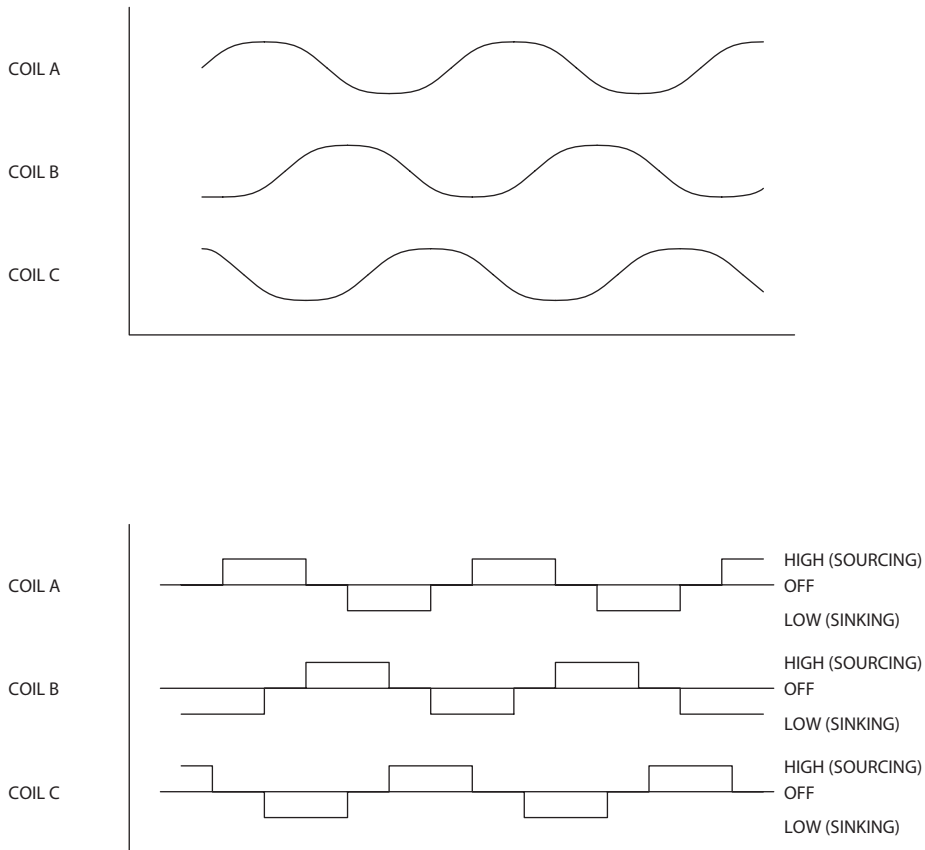 COIL A
COIL B
COIL C
HIGH (SOURCING)
COIL A
OFF
LOW (SINKING)
HIGH (SOURCING)
COIL B
OFF
LOW (SINKING)
HIGH (SOURCING)
COIL C
OFF
LOW (SINKING)